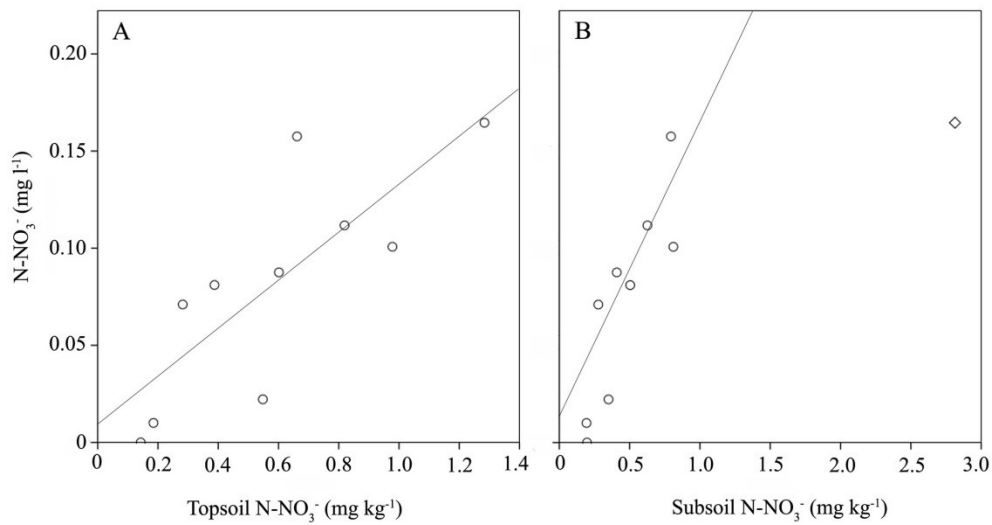 A
B
0.20
0.15
0.10
0.05
0
N-NO₃⁻ (mg l⁻¹)
0 0.2 0.4 0.6 0.8 1.0 1.2 1.4
0 0.5 1.0 1.5 2.0 2.5 3.0
Topsoil N-NO₃⁻ (mg kg⁻¹)
Subsoil N-NO₃⁻ (mg kg⁻¹)